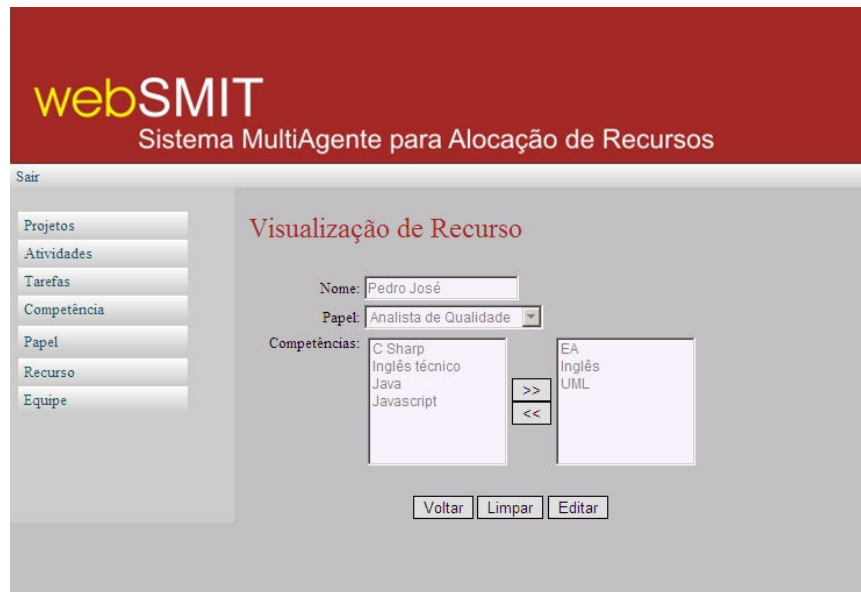 webSMIT
Sistema MultiAgente para Alocação de Recursos
Sair
Projetos
Atividades
Tarefas
Competência
Papel
Recurso
Equipe
Visualização de Recurso
Nome: Pedro José
Papel: Analista de Qualidade
Competências:
C Sharp
Inglês técnico
Java
Javascript
>>
<<
EA
Inglês
UML
Voltar Limpar Editar